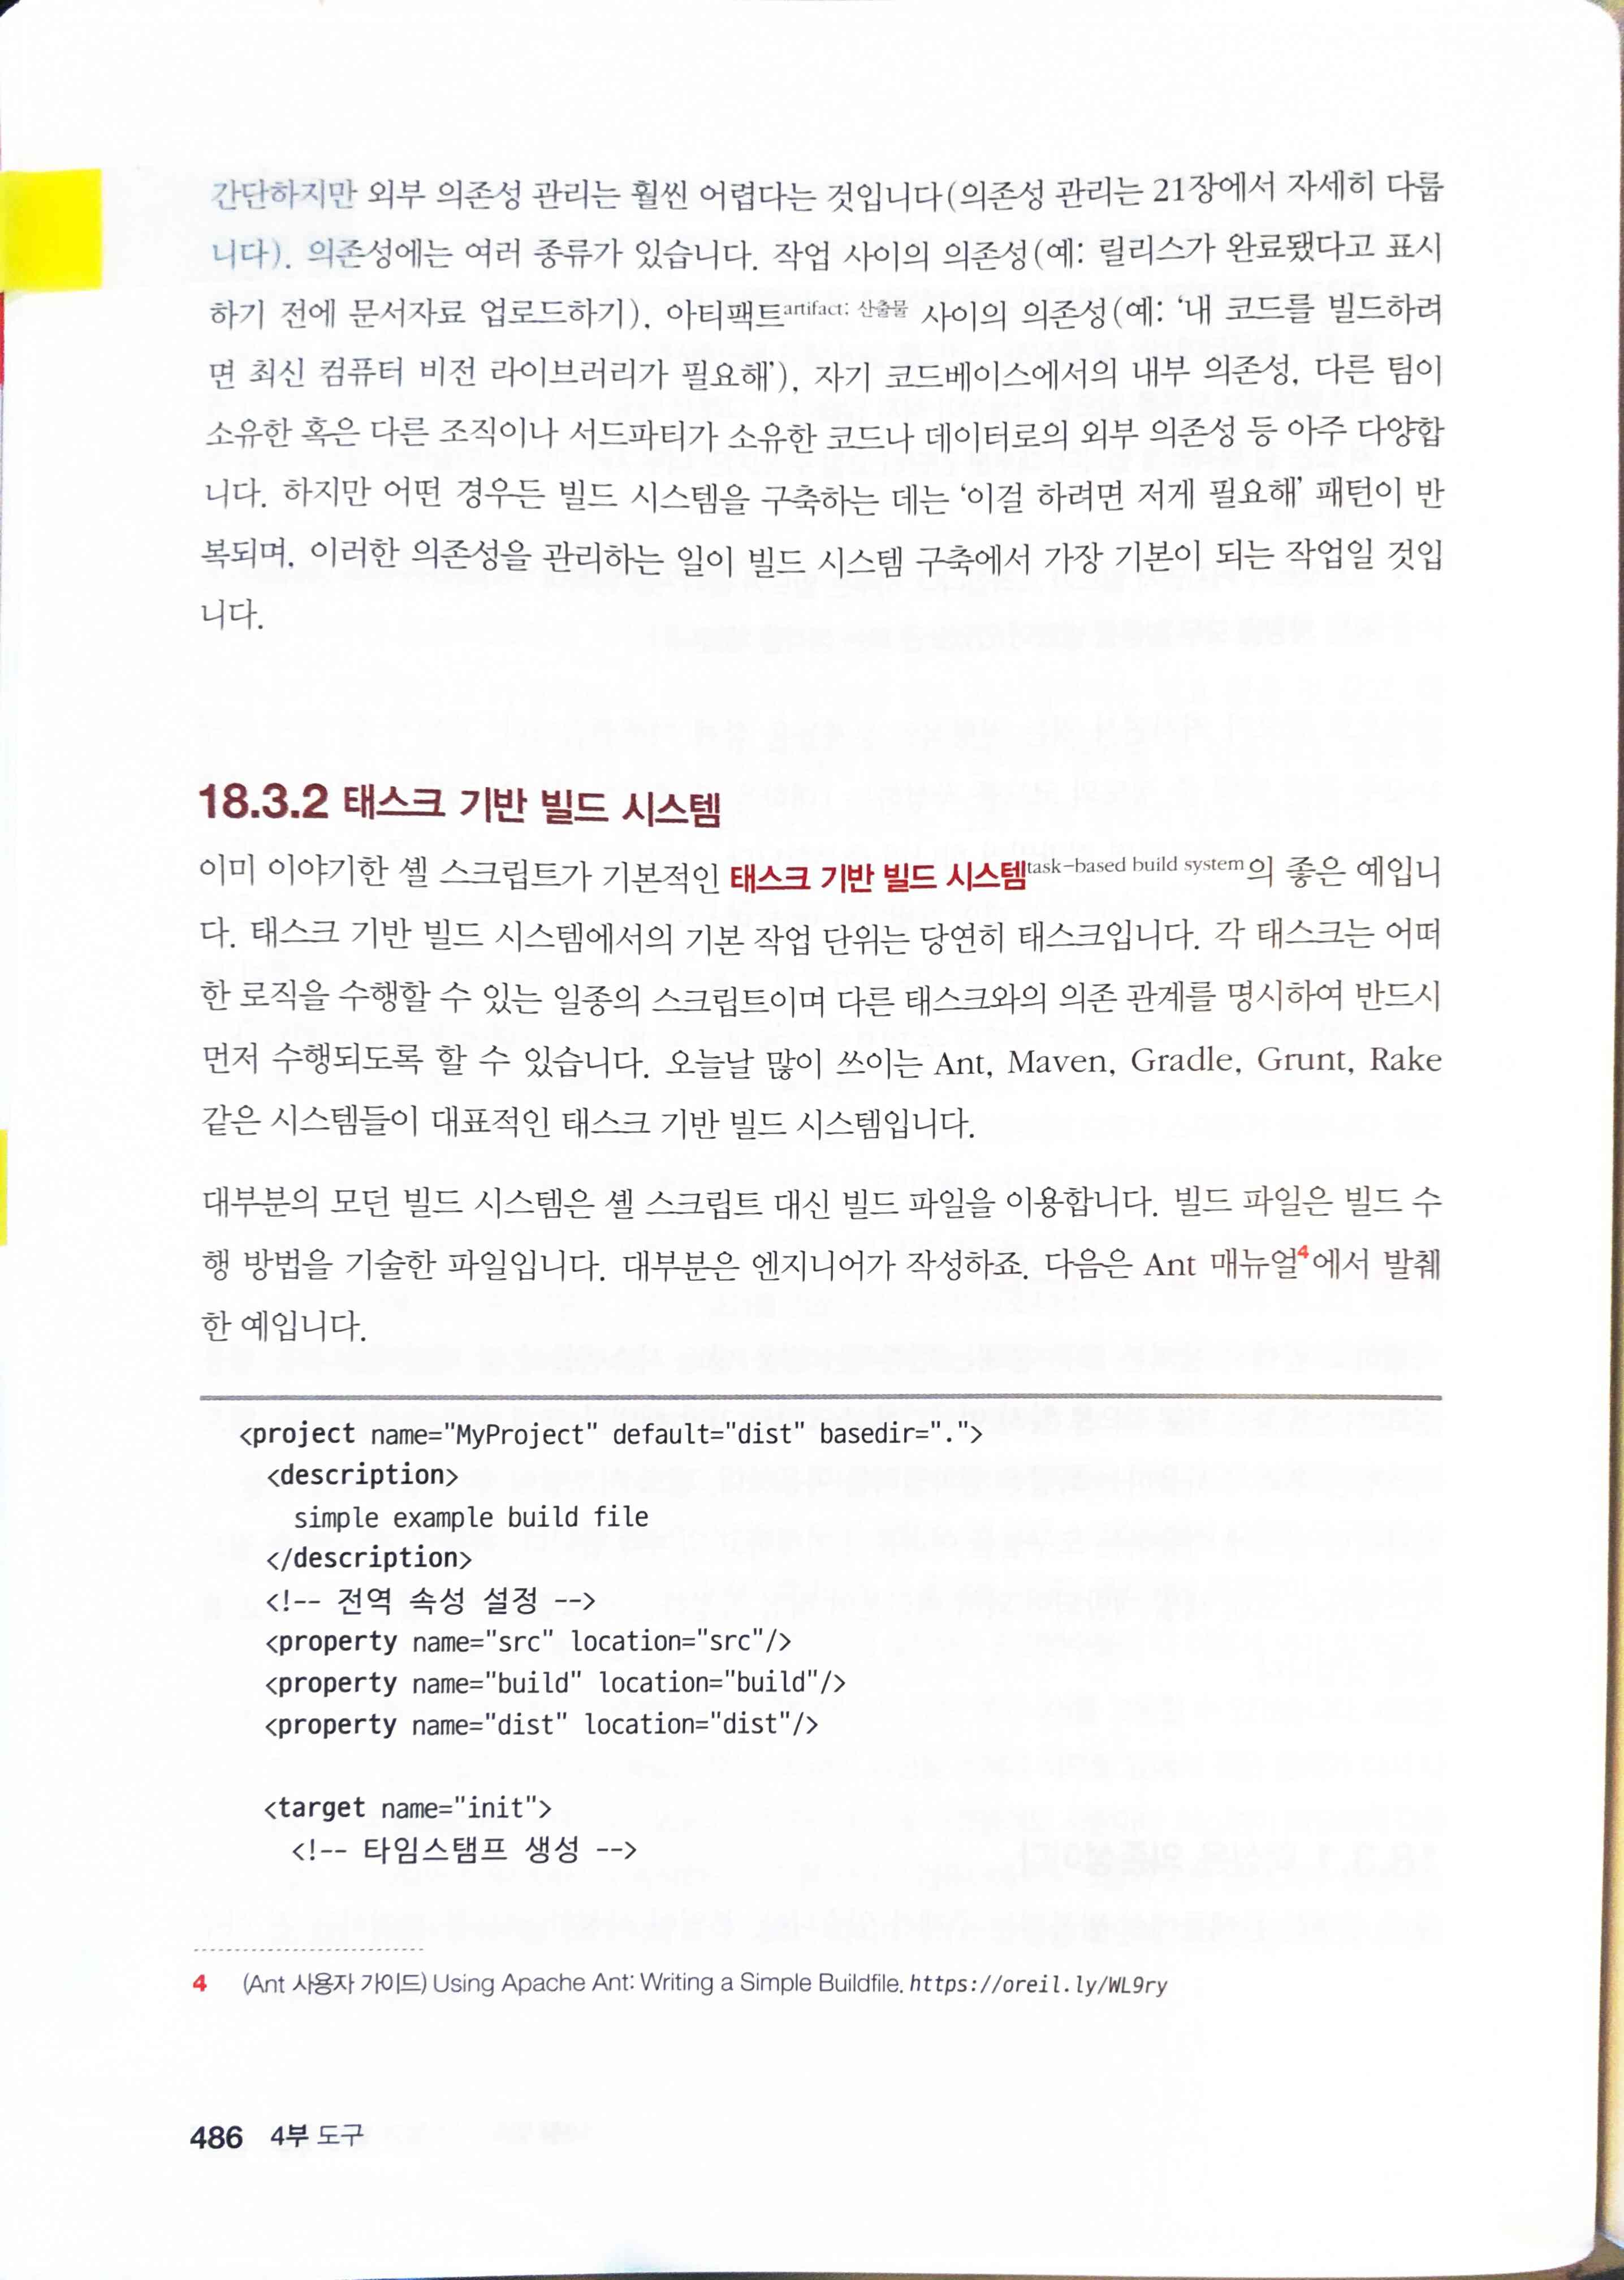 간단하지만 외부 의존성 관리는 훨씬 어렵다는 것입니다(의존성 관리는 21장에서 자세히 다룹
니다). 의존성에는 여러 종류가 있습니다. 작업 사이의 의존성(예: 릴리스가 완료됐다고 표시
하기 전에 문서자료 업로드하기), 아티팩트artifact: 산출물 사이의 의존성(예: ‘내 코드를 빌드하려
면 최신 컴퓨터 비전 라이브러리가 필요해’), 자기 코드베이스에서의 내부 의존성, 다른 팀이
소유한 혹은 다른 조직이나 서드파티가 소유한 코드나 데이터로의 외부 의존성 등 아주 다양합
니다. 하지만 어떤 경우든 빌드 시스템을 구축하는 데는 ‘이걸 하려면 저게 필요해’ 패턴이 반
복되며, 이러한 의존성을 관리하는 일이 빌드 시스템 구축에서 가장 기본이 되는 작업일 것입
니다.
18.3.2 태스크 기반 빌드 시스템
이미 이야기한 셸 스크립트가 기본적인 태스크 기반 빌드 시스템task-based build system의 좋은 예입니
다. 태스크 기반 빌드 시스템에서의 기본 작업 단위는 당연히 태스크입니다. 각 태스크는 어떠
한 로직을 수행할 수 있는 일종의 스크립트이며 다른 태스크와의 의존 관계를 명시하여 반드시
먼저 수행되도록 할 수 있습니다. 오늘날 많이 쓰이는 Ant, Maven, Gradle, Grunt, Rake
같은 시스템들이 대표적인 태스크 기반 빌드 시스템입니다.
대부분의 모던 빌드 시스템은 셸 스크립트 대신 빌드 파일을 이용합니다. 빌드 파일은 빌드 수
행 방법을 기술한 파일입니다. 대부분은 엔지니어가 작성하죠. 다음은 Ant 매뉴얼4에서 발췌
한 예입니다.
<project name="MyProject" default="dist" basedir=".">
<description>
simple example build file
</description>
<!-- 전역 속성 설정 -->
<property name="src" location="src"/>
<property name="build" location="build"/>
<property name="dist" location="dist"/>
<target name="init">
<!-- 타임스탬프 생성 -->
4 (Ant 사용자 가이드) Using Apache Ant: Writing a Simple Buildfile. https://oreil.ly/WL9ry
486 4부 도구